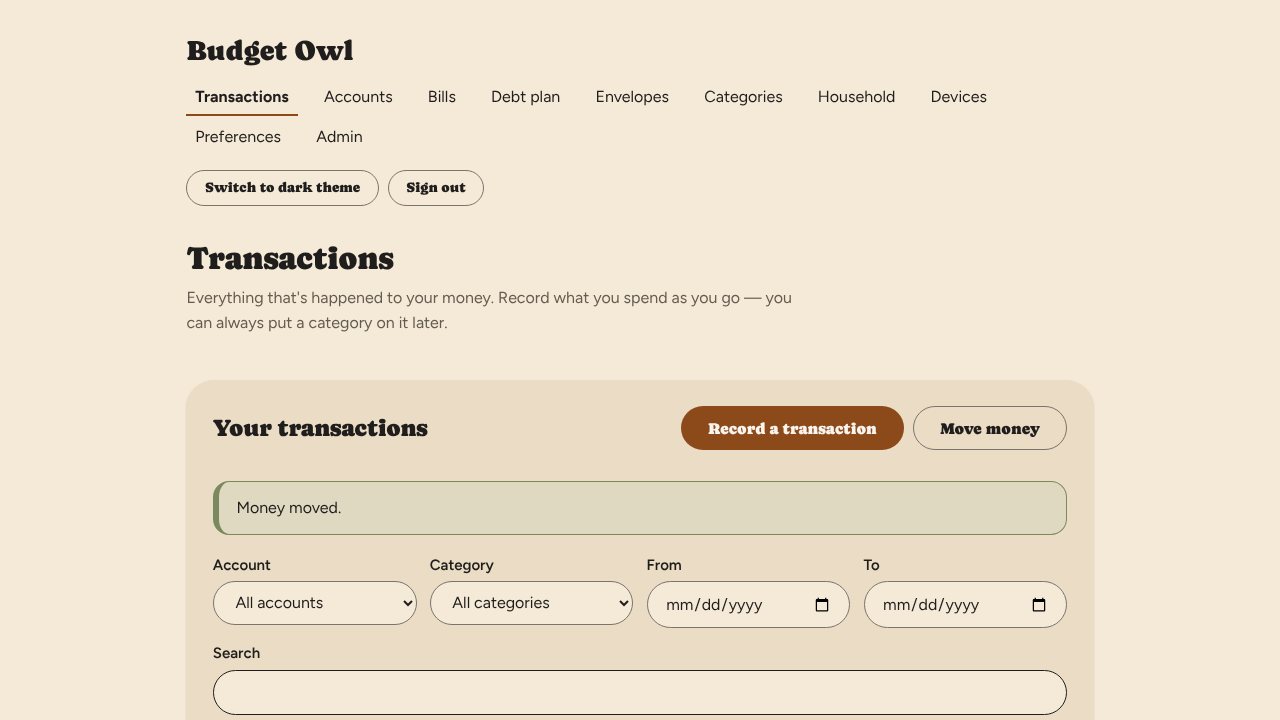 Budget Owl
Transactions Accounts Bills Debt plan Envelopes Categories Household Devices
Preferences Admin
Switch to dark theme Sign out
Transactions
Everything that's happened to your money. Record what you spend as you go — you
can always put a category on it later.
Your transactions Record a transaction Move money
Money moved.
Account Category From To
All accounts All categories mm/dd/yyyy mm/dd/yyyy
Search